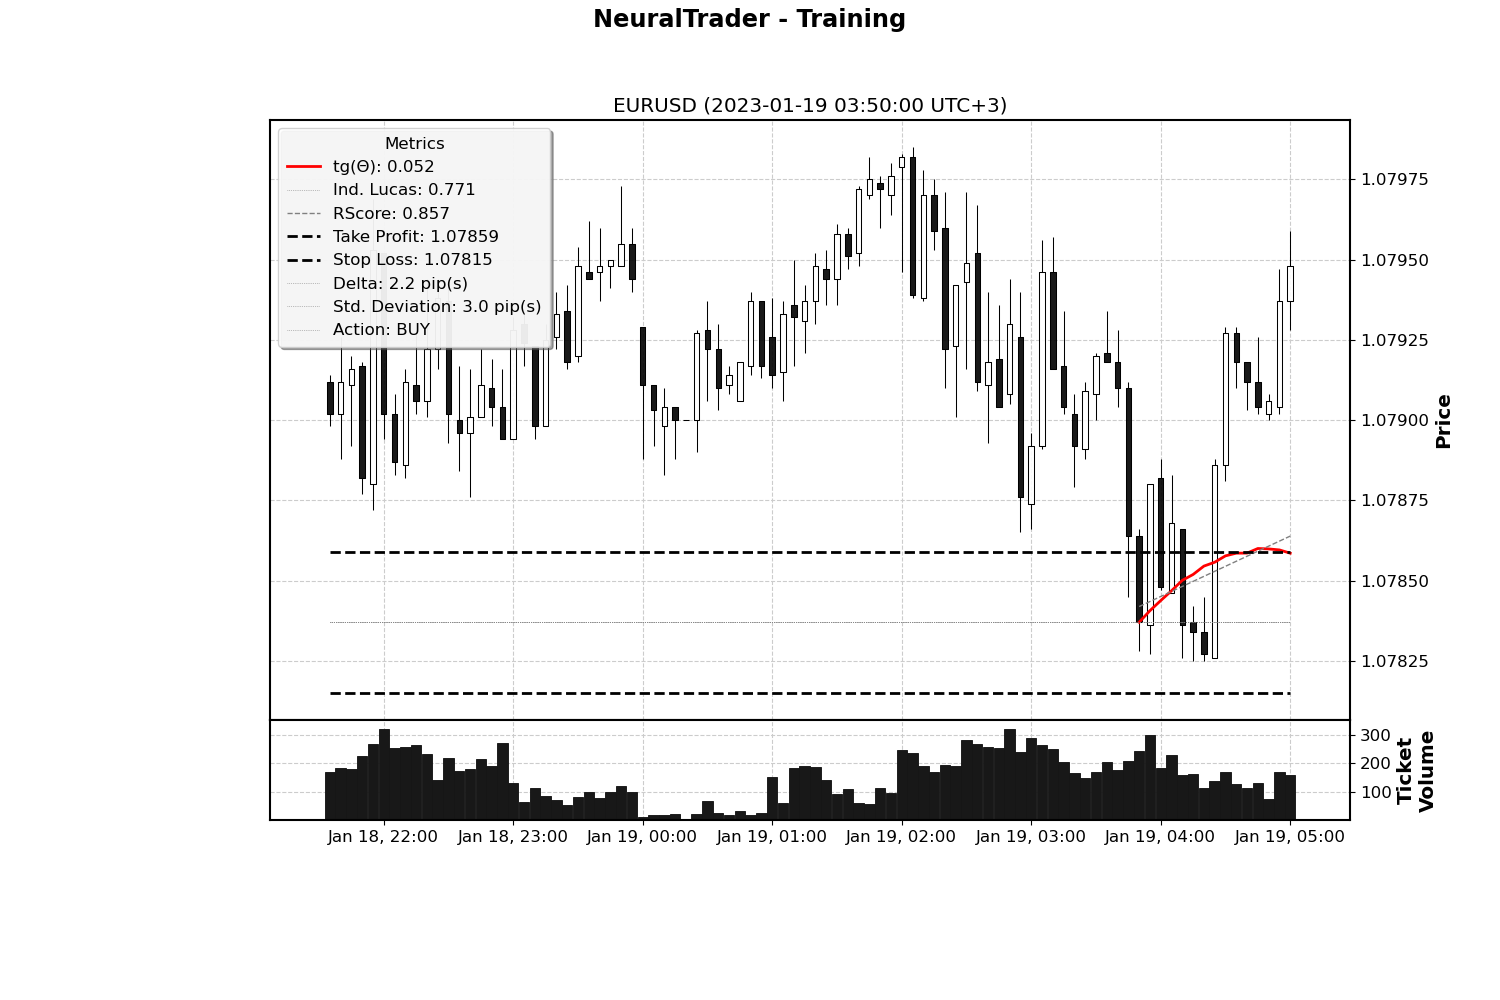 NeuralTrader - Training
EURUSD (2023-01-19 03:50:00 UTC+3)
Metrics
tg(Θ): 0.052
Ind. Lucas: 0.771
RScore: 0.857
Take Profit: 1.07859
Stop Loss: 1.07815
Delta: 2.2 pip(s)
Std. Deviation: 3.0 pip(s)
Action: BUY
1.07975
1.07950
1.07925
1.07900
1.07875
1.07850
1.07825
Price
300
200
100
Ticket
Volume
Jan 18, 22:00
Jan 18, 23:00
Jan 19, 00:00
Jan 19, 01:00
Jan 19, 02:00
Jan 19, 03:00
Jan 19, 04:00
Jan 19, 05:00